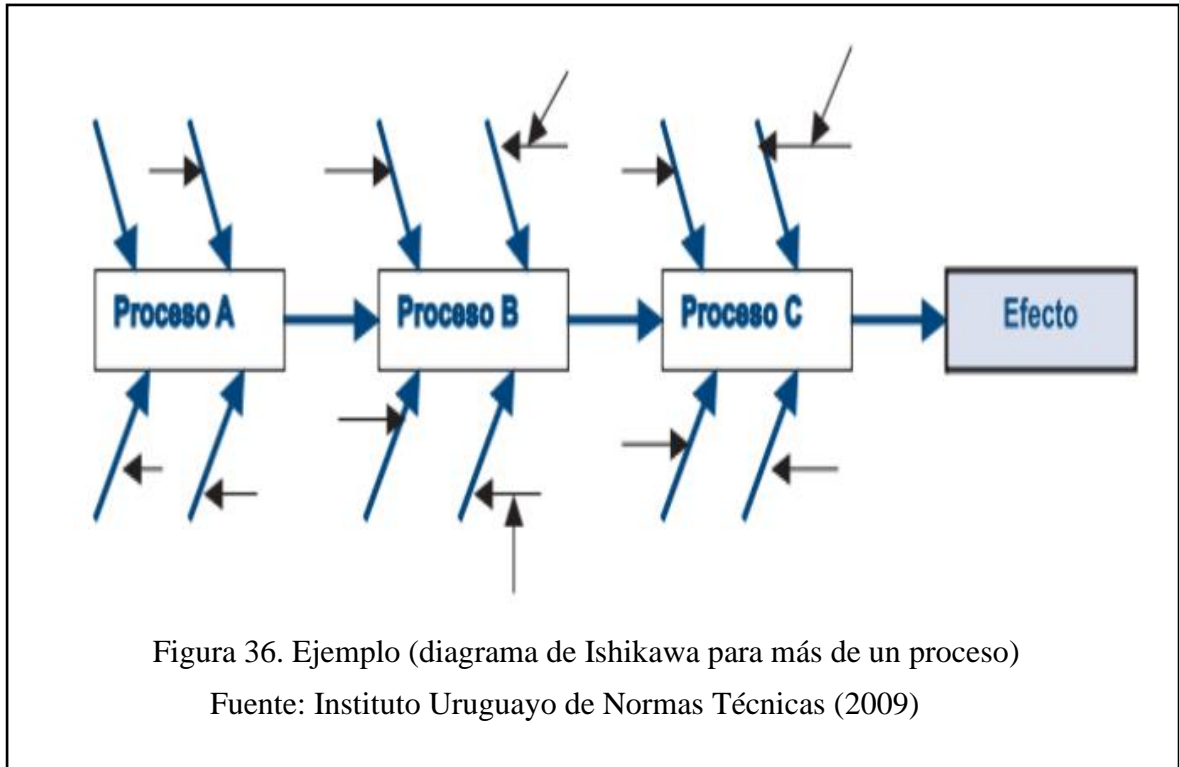 Proceso A
Proceso B
Proceso C
Efecto
Figura 36. Ejemplo (diagrama de Ishikawa para más de un proceso)
Fuente: Instituto Uruguayo de Normas Técnicas (2009)